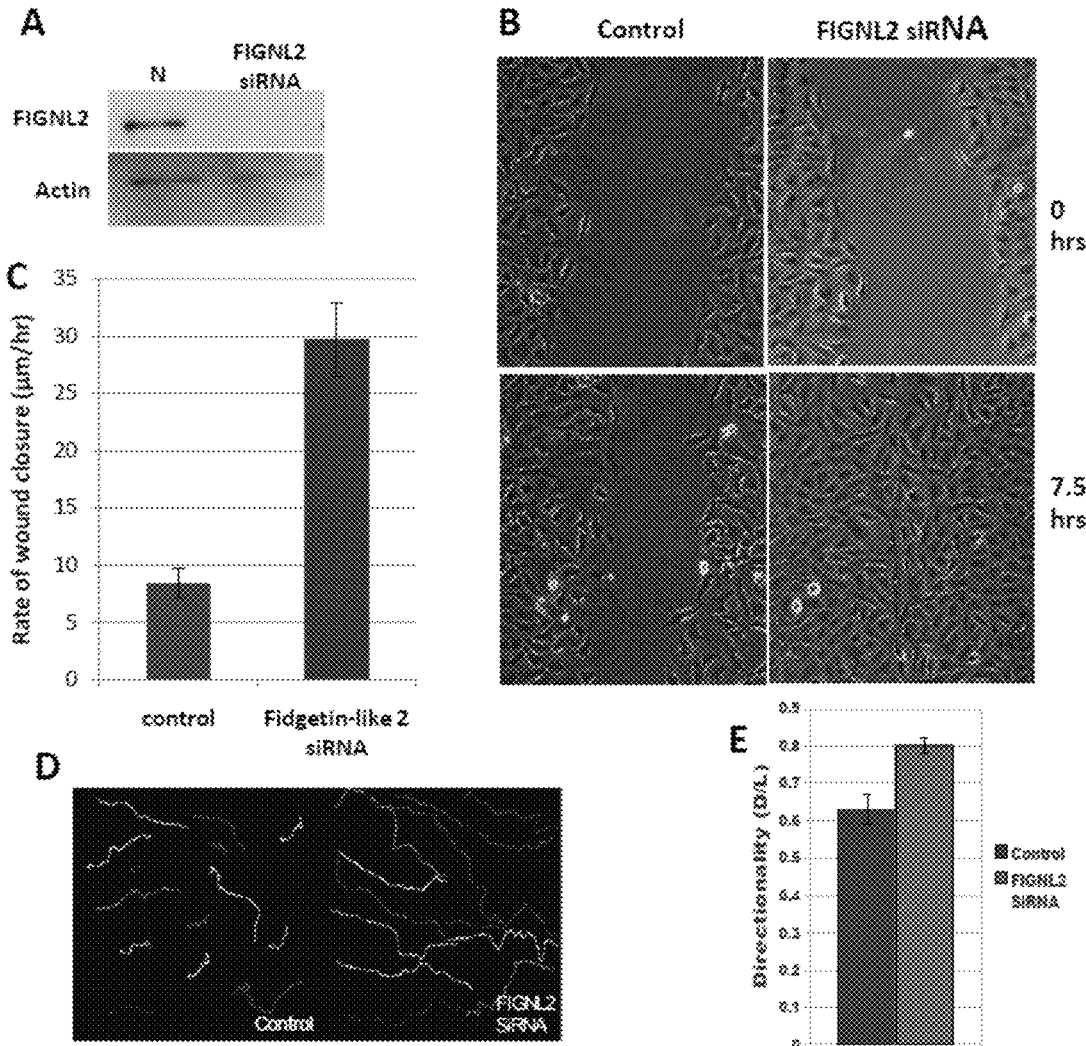 A
N
FIGNL2
siRNA
FIGNL2
Actin
B
Control
FIGNL2 siRNA
0
hrs
7.5
hrs
C
Rate of wound closure (µm/hr)
35
30
25
20
15
10
5
0
control
Fidgetin-like 2
siRNA
D
Control
FIGNL2
SiRNA
E
Directionality (D/L)
0.9
0.8
0.7
0.6
0.5
0.4
0.3
0.2
0.1
0
Control
FIGNL2
SiRNA